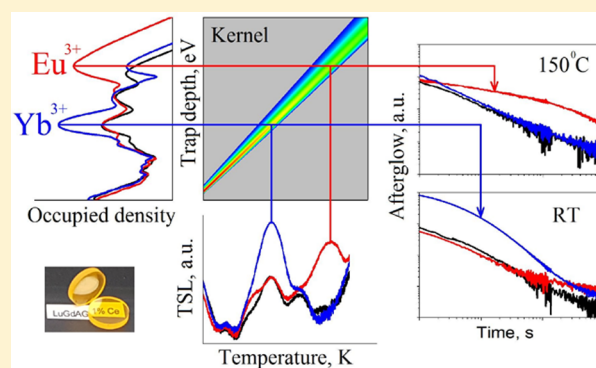 Eu3+
Yb3+
Occupied density
Kernel
Trap depth, eV
TSL, a.u.
Temperature, K
150°C
Afterglow, a.u.
RT
Time, s
LuGdAG
1% Ce